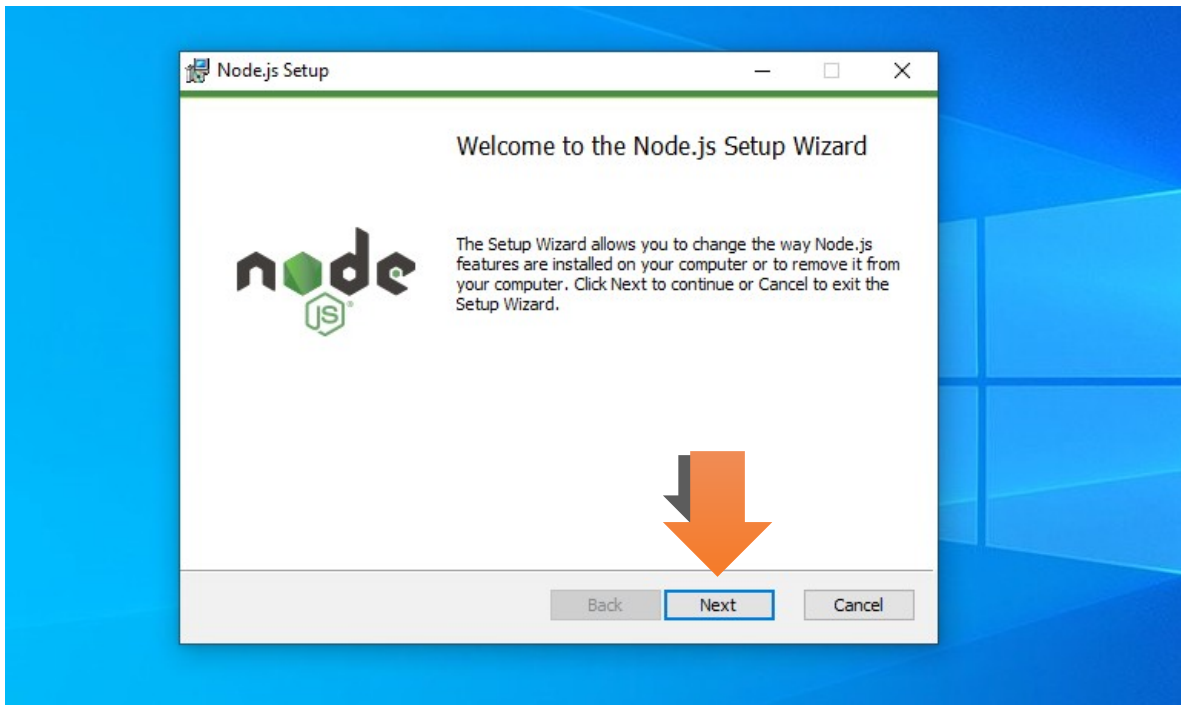 Node.js Setup
Welcome to the Node.js Setup Wizard
node
JS
The Setup Wizard allows you to change the way Node.js
features are installed on your computer or to remove it from
your computer. Click Next to continue or Cancel to exit the
Setup Wizard.
Back Next Cancel